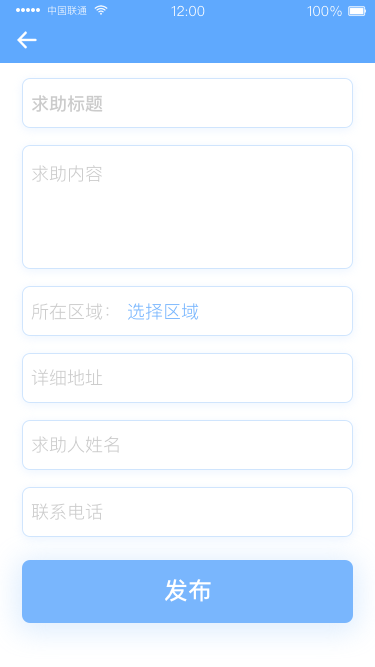 中国联通 12:00 100%
求助标题
求助内容
所在区域： 选择区域
详细地址
求助人姓名
联系电话
发布